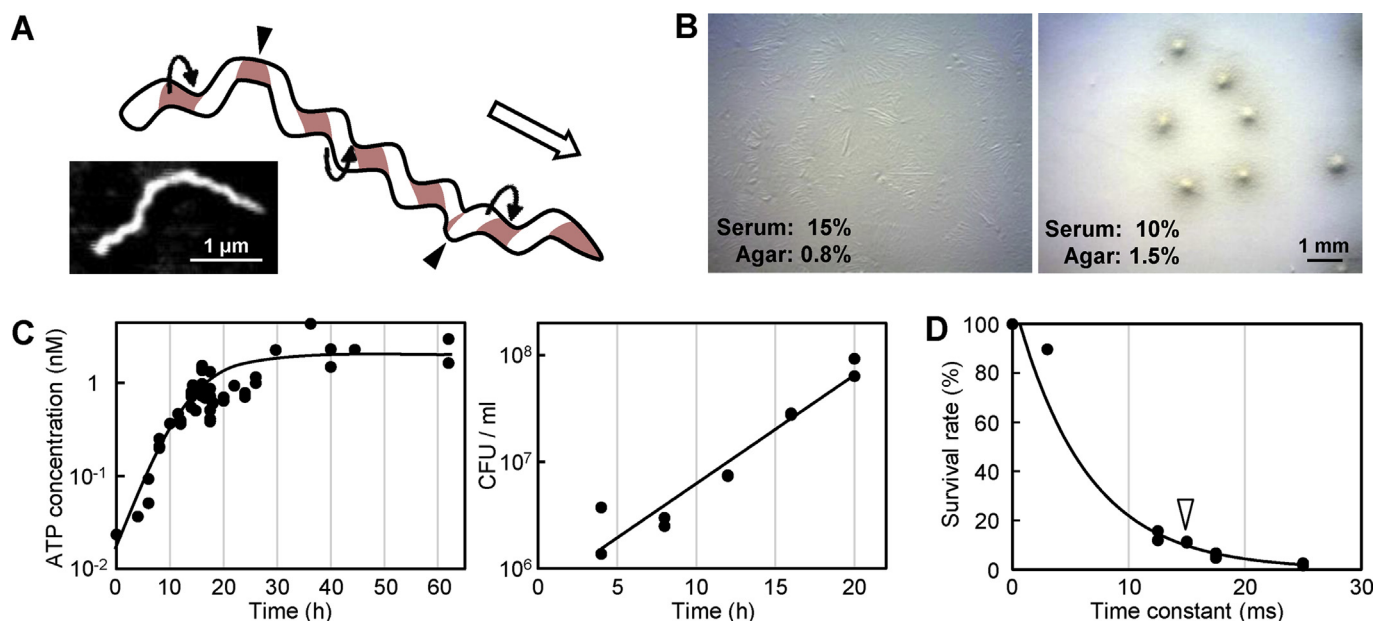 A
1 μm
B
Serum: 15%
Agar: 0.8%
Serum: 10%
Agar: 1.5%
1 mm
C
ATP concentration (nM)
1
10⁻¹
10⁻²
0 10 20 30 40 50 60
Time (h)
CFU / ml
10⁸
10⁷
10⁶
0 5 10 15 20
Time (h)
D
Survival rate (%)
100
80
60
40
20
0
0 10 20 30
Time constant (ms)